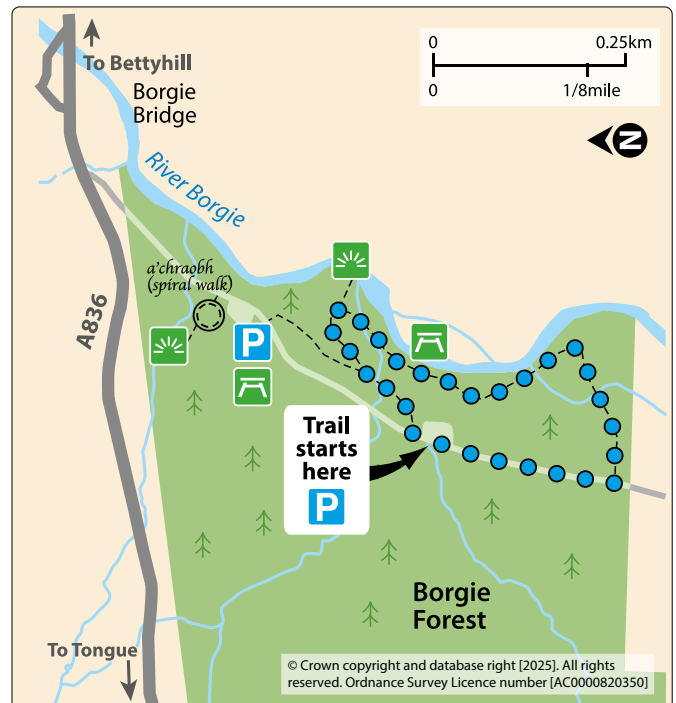 To Bettyhill
Borgie
Bridge
0 0.25km
0 1/8mile
N
River Borgie
a'chraobh
(spiral walk)
A836
P
Trail
starts
here
P
Borgie
Forest
To Tongue
© Crown copyright and database right [2025]. All rights
reserved. Ordnance Survey Licence number [AC0000820350]